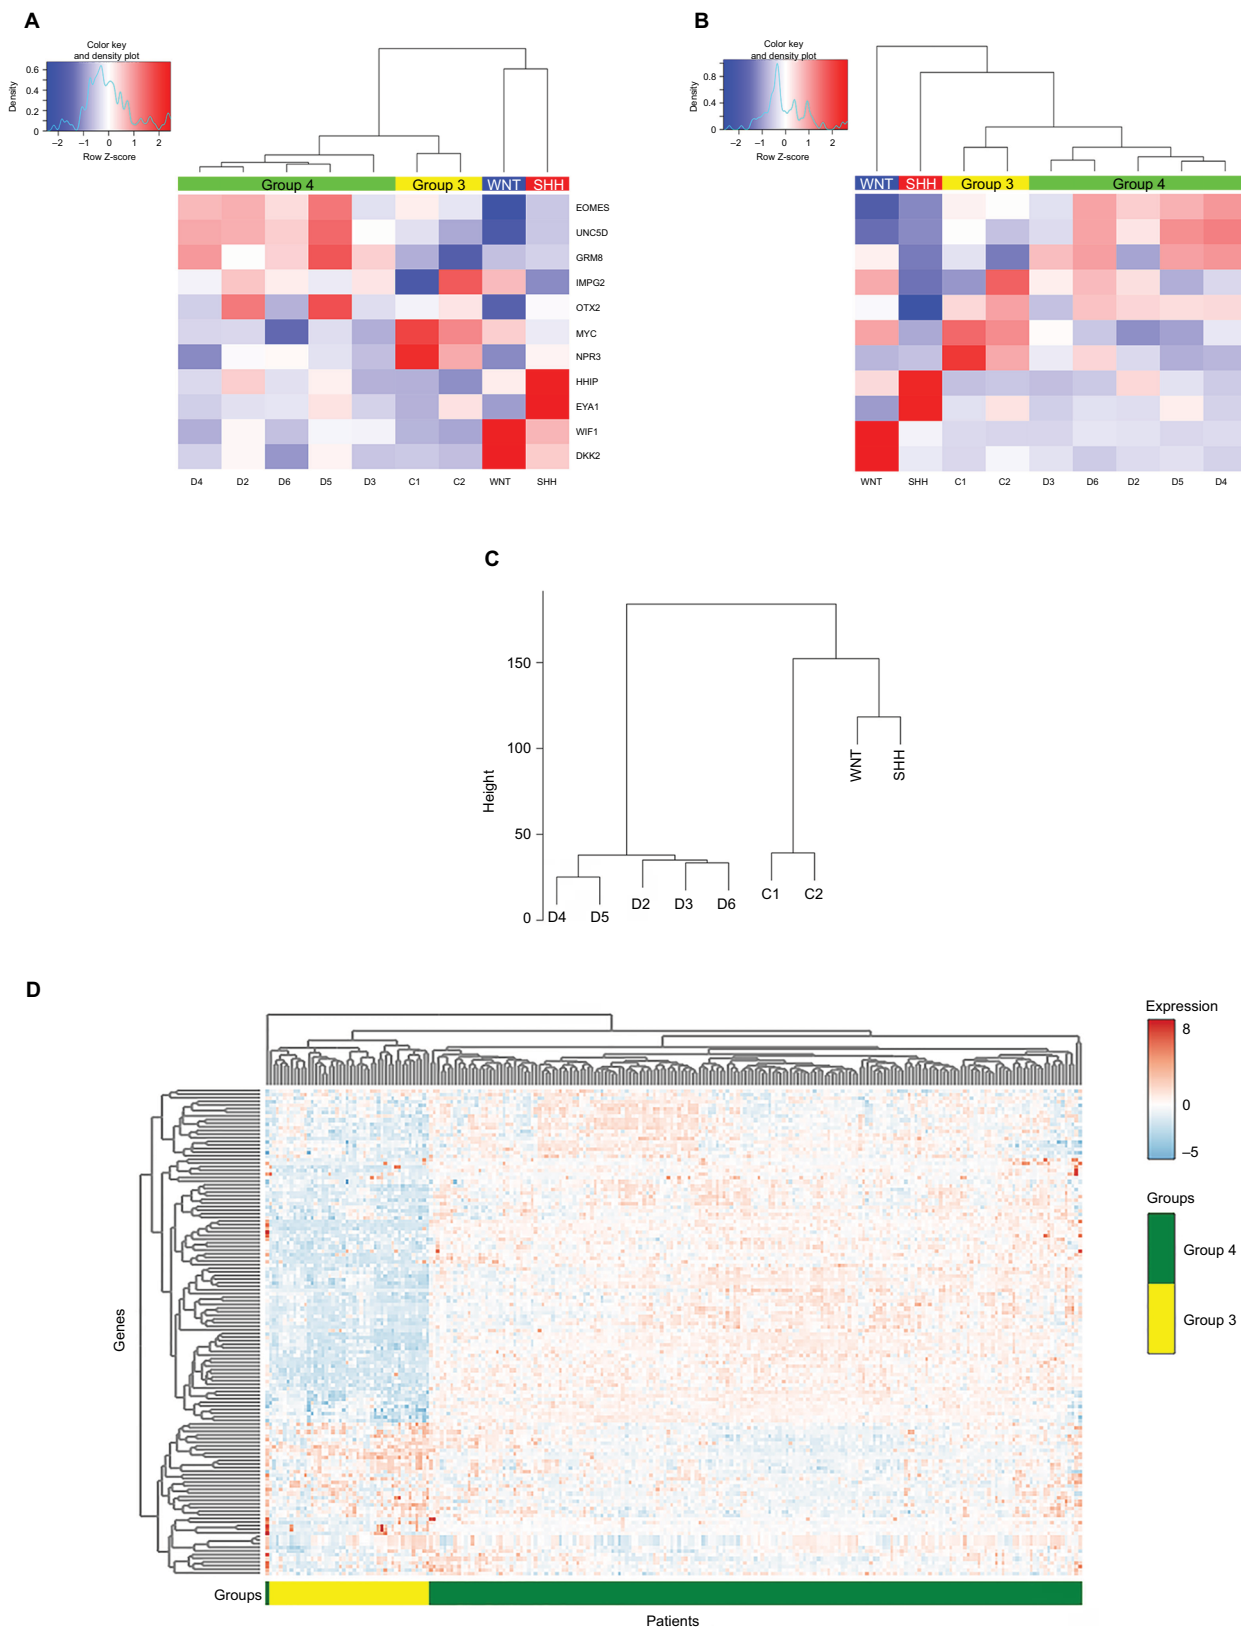 A
Color key
and density plot
Density
0.6
0.4
0.2
0
−2 −1 0 1 2
Row Z-score
Group 4 Group 3 WNT SHH
EOMES
UNC5D
GRM8
IMPG2
OTX2
MYC
NPR3
HHIP
EYA1
WIF1
DKK2
D4 D2 D6 D5 D3 C1 C2 WNT SHH
B
Color key
and density plot
Density
0.8
0.4
0
−2 −1 0 1 2
Row Z-score
WNT SHH Group 3 Group 4
WNT SHH C1 C2 D3 D6 D2 D5 D4
C
Height
150
100
50
0
WNT
SHH
D4 D5 D2 D3 D6 C1 C2
D
Expression
8
0
−5
Groups
Group 4
Group 3
Genes
Groups
Patients